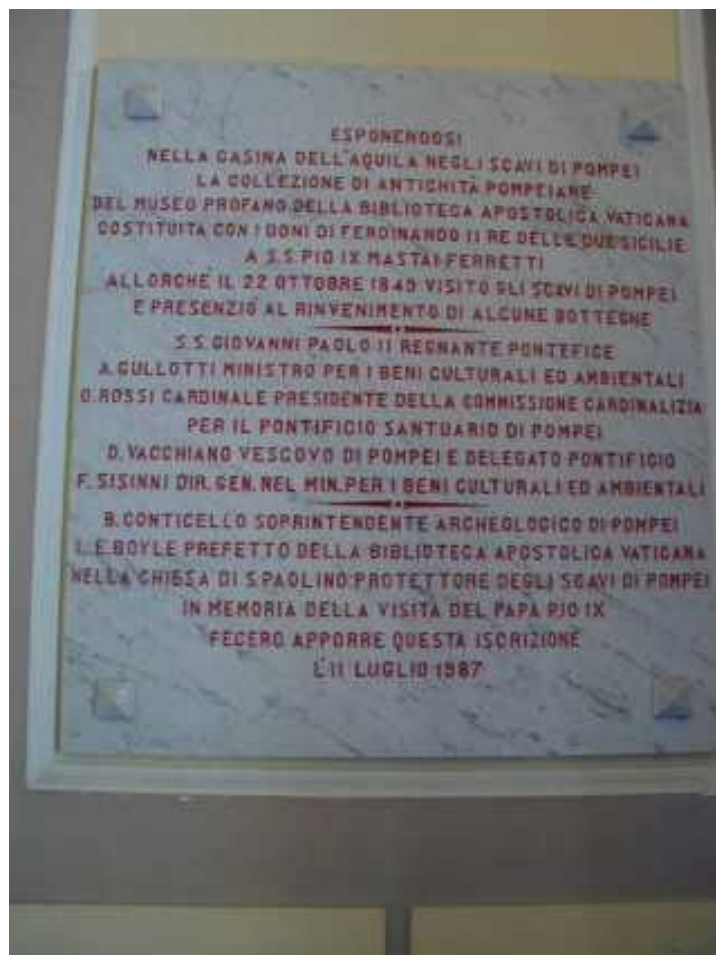 ESPONENDOSI
NELLA CASINA DELL'AQUILA NEGLI SCAVI DI POMPEI
LA COLLEZIONE DI ANTICHITÀ POMPEIANE
DEL MUSEO PROFANO DELLA BIBLIOTECA APOSTOLICA VATICANA
COSTITUITA CON I DONI DI FERDINANDO II RE DELLE DUE SICILIE
A S.S. PIO IX MASTAI-FERRETTI
ALLORCHÈ IL 22 OTTOBRE 1849 VISITÒ GLI SCAVI DI POMPEI
E PRESENZIÒ AL RINVENIMENTO DI ALCUNE BOTTEGHE
S.S. GIOVANNI PAOLO II REGNANTE PONTEFICE
A. GULLOTTI MINISTRO PER I BENI CULTURALI ED AMBIENTALI
O. ROSSI CARDINALE PRESIDENTE DELLA COMMISSIONE CARDINALIZIA
PER IL PONTIFICIO SANTUARIO DI POMPEI
D. VACCHIANO VESCOVO DI POMPEI E DELEGATO PONTIFICIO
F. SISINNI DIR. GEN. NEL MIN. PER I BENI CULTURALI ED AMBIENTALI
B. CONTICELLO SOPRINTENDENTE ARCHEOLOGICO DI POMPEI
L.E. BOYLE PREFETTO DELLA BIBLIOTECA APOSTOLICA VATICANA
NELLA CHIESA DI S. PAOLINO PROTETTORE DEGLI SCAVI DI POMPEI
IN MEMORIA DELLA VISITA DEL PAPA PIO IX
FECERO APPORRE QUESTA ISCRIZIONE
L'11 LUGLIO 1987